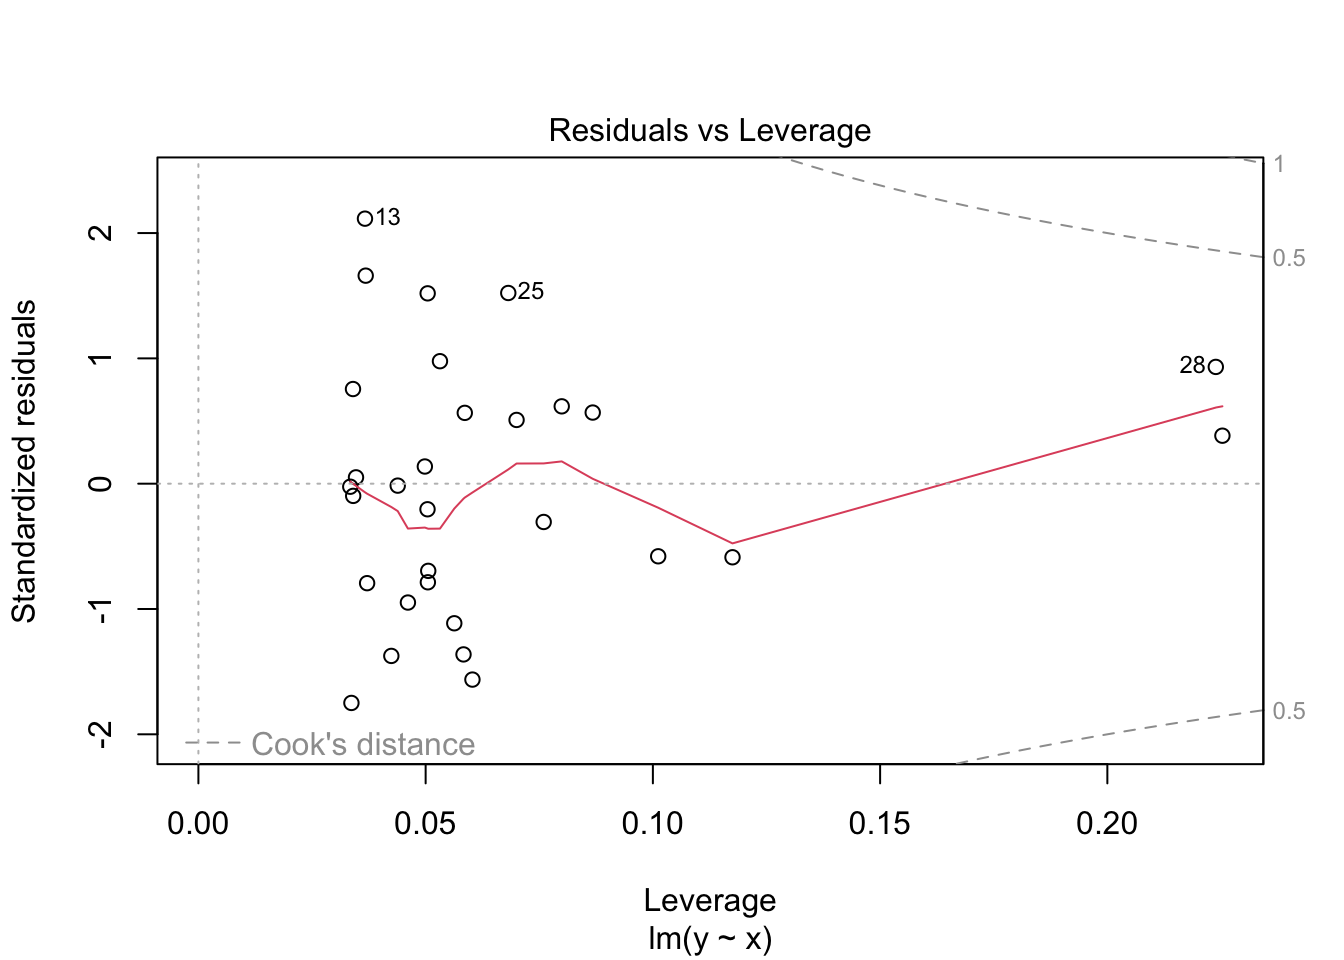 Residuals vs Leverage
Standardized residuals
2
1
0
-1
-2
13
25
28
1
0.5
0.5
Cook's distance
0.00 0.05 0.10 0.15 0.20
Leverage
lm(y ~ x)